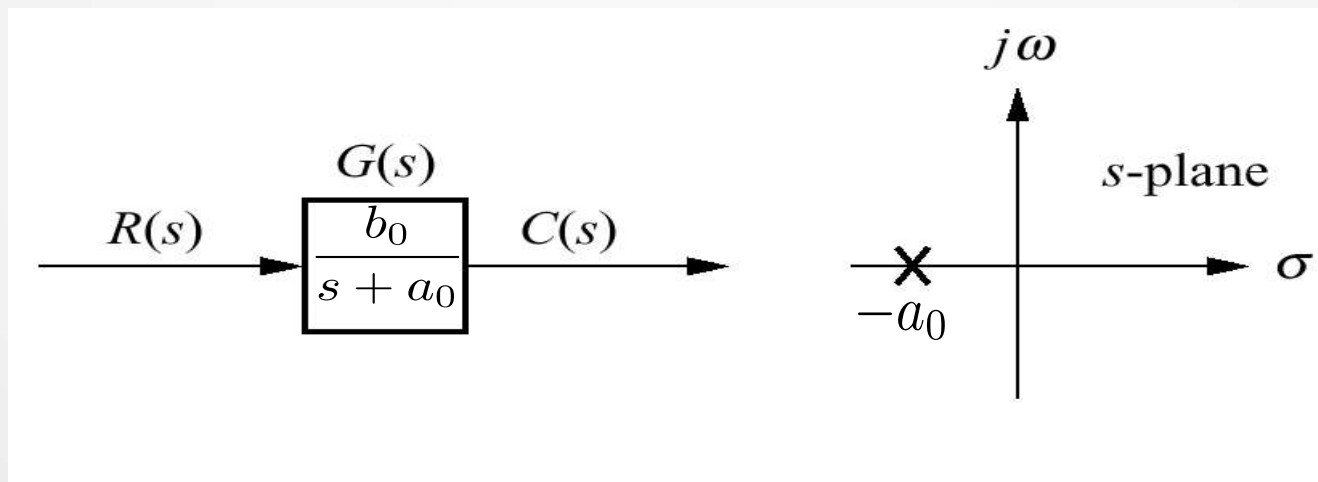 G(s)
R(s)
b₀
s + a₀
C(s)
jω
s-plane
σ
−a₀